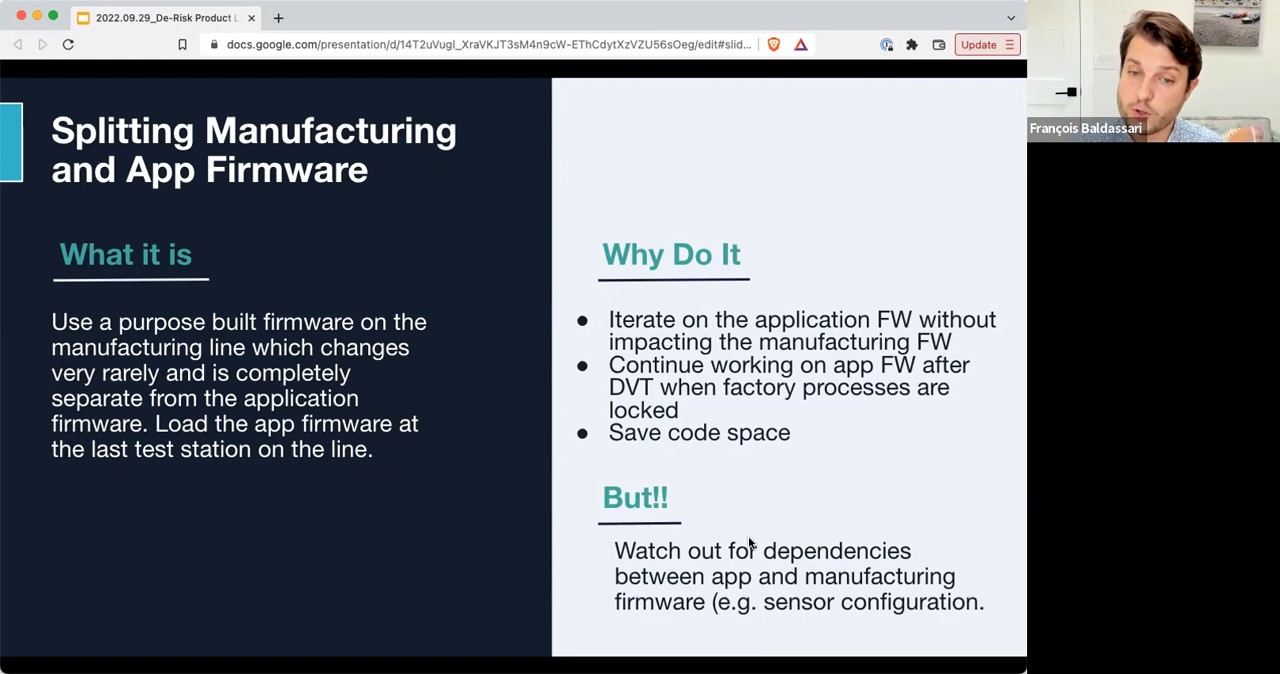 2022.09.29_De-Risk Product L
docs.google.com/presentation/d/14T2uVugI_XraVKJT3sM4n9cW-EThCdytXzVZU56sOeg/edit#slid...
Update
François Baldassari
Splitting Manufacturing
and App Firmware
What it is
Use a purpose built firmware on the
manufacturing line which changes
very rarely and is completely
separate from the application
firmware. Load the app firmware at
the last test station on the line.
Why Do It
● Iterate on the application FW without
impacting the manufacturing FW
● Continue working on app FW after
DVT when factory processes are
locked
● Save code space
But!!
Watch out for dependencies
between app and manufacturing
firmware (e.g. sensor configuration.